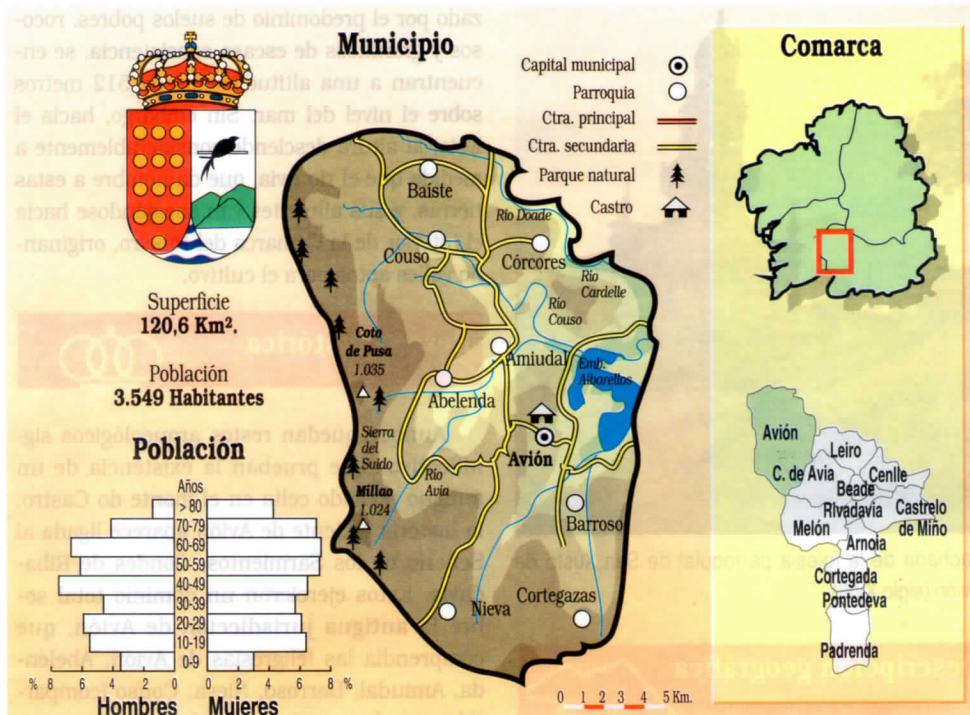 Municipio
Superficie
120,6 Km².
Población
3.549 Habitantes
Población
Años
> 80
70-79
60-69
50-59
40-49
30-39
20-29
10-19
0-9
% 8 6 4 2 0 0 2 4 6 8 %
Hombres Mujeres
Capital municipal
Parroquia
Ctra. principal
Ctra. secundaria
Parque natural
Castro
Baíste
Río Doade
Couso
Córcores
Río
Cardelle
Río
Couso
Coto
de Pusa
1.035
Amiudal
Emb.
Albarellos
Abelenda
Sierra
del
Suido
Avión
Río
Avia
Millao
1.024
Barroso
Nieva
Cortegazas
0 1 2 3 4 5 Km.
Comarca
Avión
Leiro
C. de Avia
Cenlle
Beade
Rivadavia
Castrelo
de Miño
Melón
Arnoia
Cortegada
Pontedeva
Padrenda